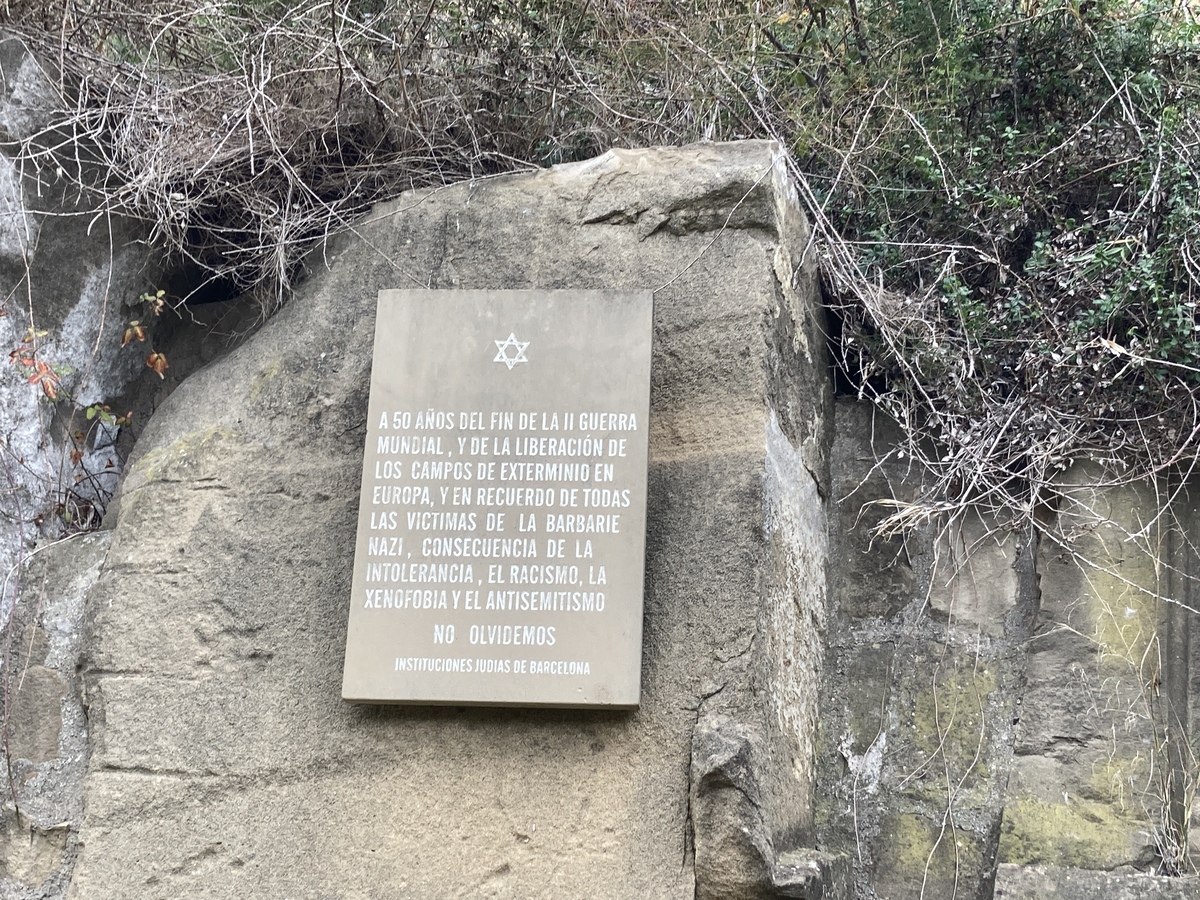 A 50 AÑOS DEL FIN DE LA II GUERRA
MUNDIAL , Y DE LA LIBERACIÓN DE
LOS CAMPOS DE EXTERMINIO EN
EUROPA, Y EN RECUERDO DE TODAS
LAS VICTIMAS DE LA BARBARIE
NAZI , CONSECUENCIA DE LA
INTOLERANCIA , EL RACISMO, LA
XENOFOBIA Y EL ANTISEMITISMO
NO OLVIDEMOS
INSTITUCIONES JUDIAS DE BARCELONA